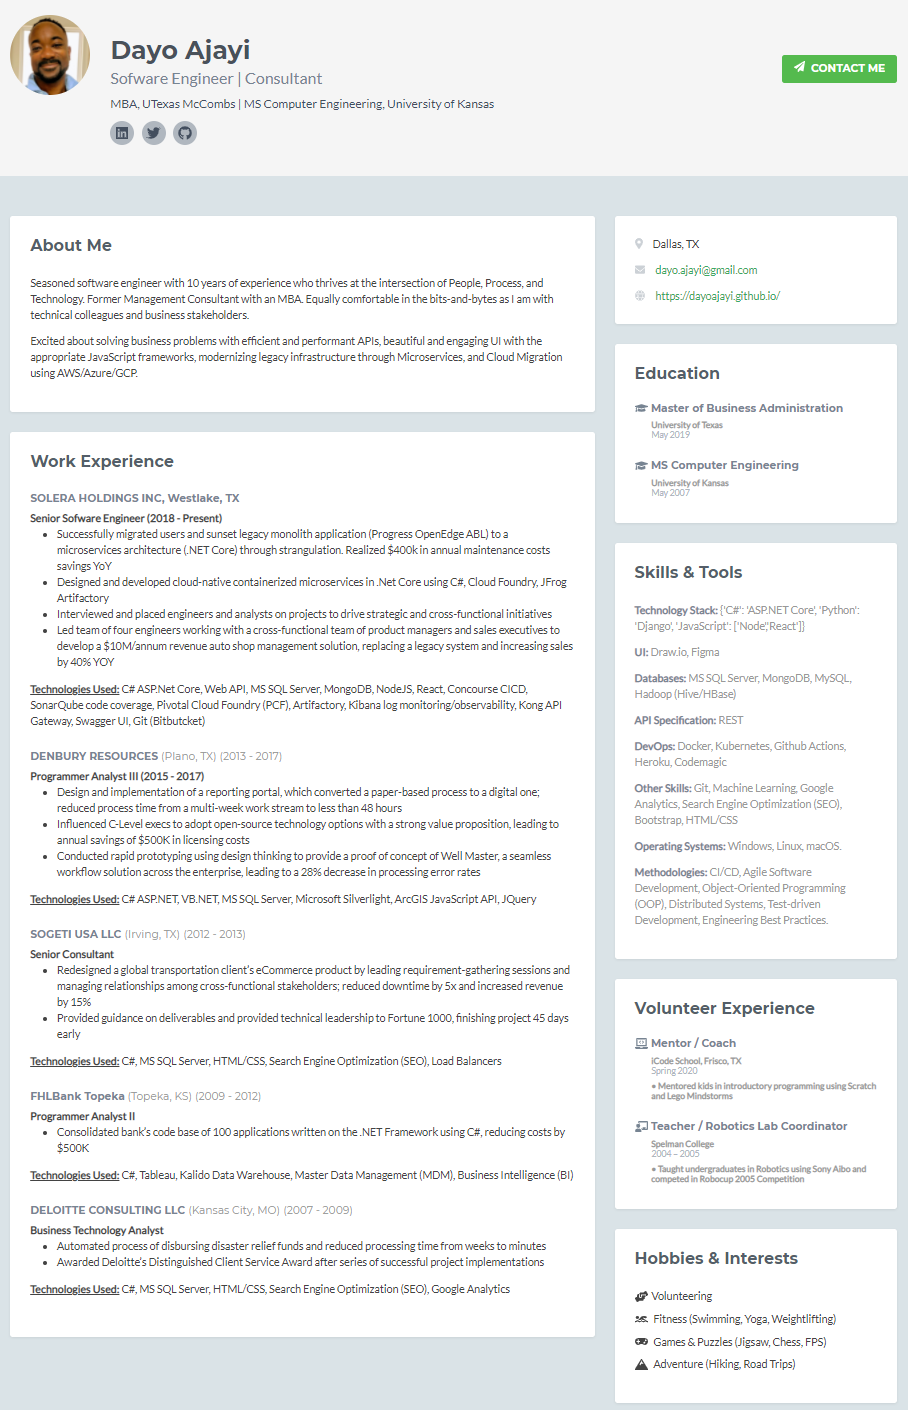 Dayo Ajayi
Sofware Engineer | Consultant
MBA, UTexas McCombs | MS Computer Engineering, University of Kansas
CONTACT ME
About Me
Seasoned software engineer with 10 years of experience who thrives at the intersection of People, Process, and
Technology. Former Management Consultant with an MBA. Equally comfortable in the bits-and-bytes as I am with
technical colleagues and business stakeholders.
Excited about solving business problems with efficient and performant APIs, beautiful and engaging UI with the
appropriate JavaScript frameworks, modernizing legacy infrastructure through Microservices, and Cloud Migration
using AWS/Azure/GCP.
Work Experience
SOLERA HOLDINGS INC, Westlake, TX
Senior Sofware Engineer (2018 - Present)
• Successfully migrated users and sunset legacy monolith application (Progress OpenEdge ABL) to a
microservices architecture (.NET Core) through strangulation. Realized $400k in annual maintenance costs
savings YoY
• Designed and developed cloud-native containerized microservices in .Net Core using C#, Cloud Foundry, JFrog
Artifactory
• Interviewed and placed engineers and analysts on projects to drive strategic and cross-functional initiatives
• Led team of four engineers working with a cross-functional team of product managers and sales executives to
develop a $10M/annum revenue auto shop management solution, replacing a legacy system and increasing sales
by 40% YOY
Technologies Used: C# ASP.Net Core, Web API, MS SQL Server, MongoDB, NodeJS, React, Concourse CICD,
SonarQube code coverage, Pivotal Cloud Foundry (PCF), Artifactory, Kibana log monitoring/observability, Kong API
Gateway, Swagger UI, Git (Bitbutcket)
DENBURY RESOURCES (Plano, TX) (2013 - 2017)
Programmer Analyst III (2015 - 2017)
• Design and implementation of a reporting portal, which converted a paper-based process to a digital one;
reduced process time from a multi-week work stream to less than 48 hours
• Influenced C-Level execs to adopt open-source technology options with a strong value proposition, leading to
annual savings of $500K in licensing costs
• Conducted rapid prototyping using design thinking to provide a proof of concept of Well Master, a seamless
workflow solution across the enterprise, leading to a 28% decrease in processing error rates
Technologies Used: C# ASP.NET, VB.NET, MS SQL Server, Microsoft Silverlight, ArcGIS JavaScript API, JQuery
SOGETI USA LLC (Irving, TX) (2012 - 2013)
Senior Consultant
• Redesigned a global transportation client's eCommerce product by leading requirement-gathering sessions and
managing relationships among cross-functional stakeholders; reduced downtime by 5x and increased revenue
by 15%
• Provided guidance on deliverables and provided technical leadership to Fortune 1000, finishing project 45 days
early
Technologies Used: C#, MS SQL Server, HTML/CSS, Search Engine Optimization (SEO), Load Balancers
FHLBank Topeka (Topeka, KS) (2009 - 2012)
Programmer Analyst II
• Consolidated bank's code base of 100 applications written on the .NET Framework using C#, reducing costs by
$500K
Technologies Used: C#, Tableau, Kalido Data Warehouse, Master Data Management (MDM), Business Intelligence (BI)
DELOITTE CONSULTING LLC (Kansas City, MO) (2007 - 2009)
Business Technology Analyst
• Automated process of disbursing disaster relief funds and reduced processing time from weeks to minutes
• Awarded Deloitte's Distinguished Client Service Award after series of successful project implementations
Technologies Used: C#, MS SQL Server, HTML/CSS, Search Engine Optimization (SEO), Google Analytics
Dallas, TX
dayo.ajayi@gmail.com
https://dayoajayi.github.io/
Education
Master of Business Administration
University of Texas
May 2019
MS Computer Engineering
University of Kansas
May 2007
Skills & Tools
Technology Stack: {'C#': 'ASP.NET Core', 'Python':
'Django', 'JavaScript': ['Node','React']}
UI: Draw.io, Figma
Databases: MS SQL Server, MongoDB, MySQL,
Hadoop (Hive/HBase)
API Specification: REST
DevOps: Docker, Kubernetes, Github Actions,
Heroku, Codemagic
Other Skills: Git, Machine Learning, Google
Analytics, Search Engine Optimization (SEO),
Bootstrap, HTML/CSS
Operating Systems: Windows, Linux, macOS.
Methodologies: CI/CD, Agile Software
Development, Object-Oriented Programming
(OOP), Distributed Systems, Test-driven
Development, Engineering Best Practices.
Volunteer Experience
Mentor / Coach
iCode School, Frisco, TX
Spring 2020
• Mentored kids in introductory programming using Scratch
and Lego Mindstorms
Teacher / Robotics Lab Coordinator
Spelman College
2004 – 2005
• Taught undergraduates in Robotics using Sony Aibo and
competed in Robocup 2005 Competition
Hobbies & Interests
Volunteering
Fitness (Swimming, Yoga, Weightlifting)
Games & Puzzles (Jigsaw, Chess, FPS)
Adventure (Hiking, Road Trips)